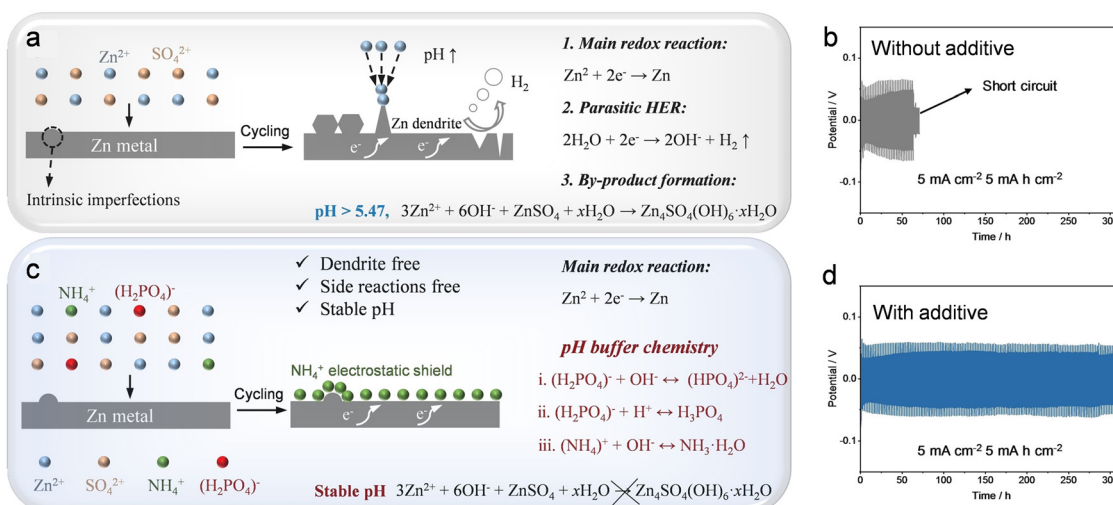 a
Zn²⁺ SO₄²⁺
Zn metal
Intrinsic imperfections
Cycling
pH ↑
H₂
Zn dendrite
e⁻ e⁻
1. Main redox reaction:
Zn² + 2e⁻ → Zn
2. Parasitic HER:
2H₂O + 2e⁻ → 2OH⁻ + H₂ ↑
3. By-product formation:
pH > 5.47, 3Zn²⁺ + 6OH⁻ + ZnSO₄ + xH₂O → Zn₄SO₄(OH)₆·xH₂O
b
Without additive
Short circuit
5 mA cm⁻² 5 mA h cm⁻²
Potential / V
0.1
0.0
-0.1
0 50 100 150 200 250 300
Time / h
c
NH₄⁺ (H₂PO₄)⁻
Zn metal
Cycling
✓ Dendrite free
✓ Side reactions free
✓ Stable pH
NH₄⁺ electrostatic shield
e⁻ e⁻
Zn²⁺ SO₄²⁺ NH₄⁺ (H₂PO₄)⁻
Main redox reaction:
Zn² + 2e⁻ → Zn
pH buffer chemistry
i. (H₂PO₄)⁻ + OH⁻ ↔ (HPO₄)²⁻+H₂O
ii. (H₂PO₄)⁻ + H⁺ ↔ H₃PO₄
iii. (NH₄)⁺ + OH⁻ ↔ NH₃·H₂O
Stable pH 3Zn²⁺ + 6OH⁻ + ZnSO₄ + xH₂O → Zn₄SO₄(OH)₆·xH₂O
d
With additive
5 mA cm⁻² 5 mA h cm⁻²
Potential / V
0.1
0.0
-0.1
0 50 100 150 200 250 300
Time / h